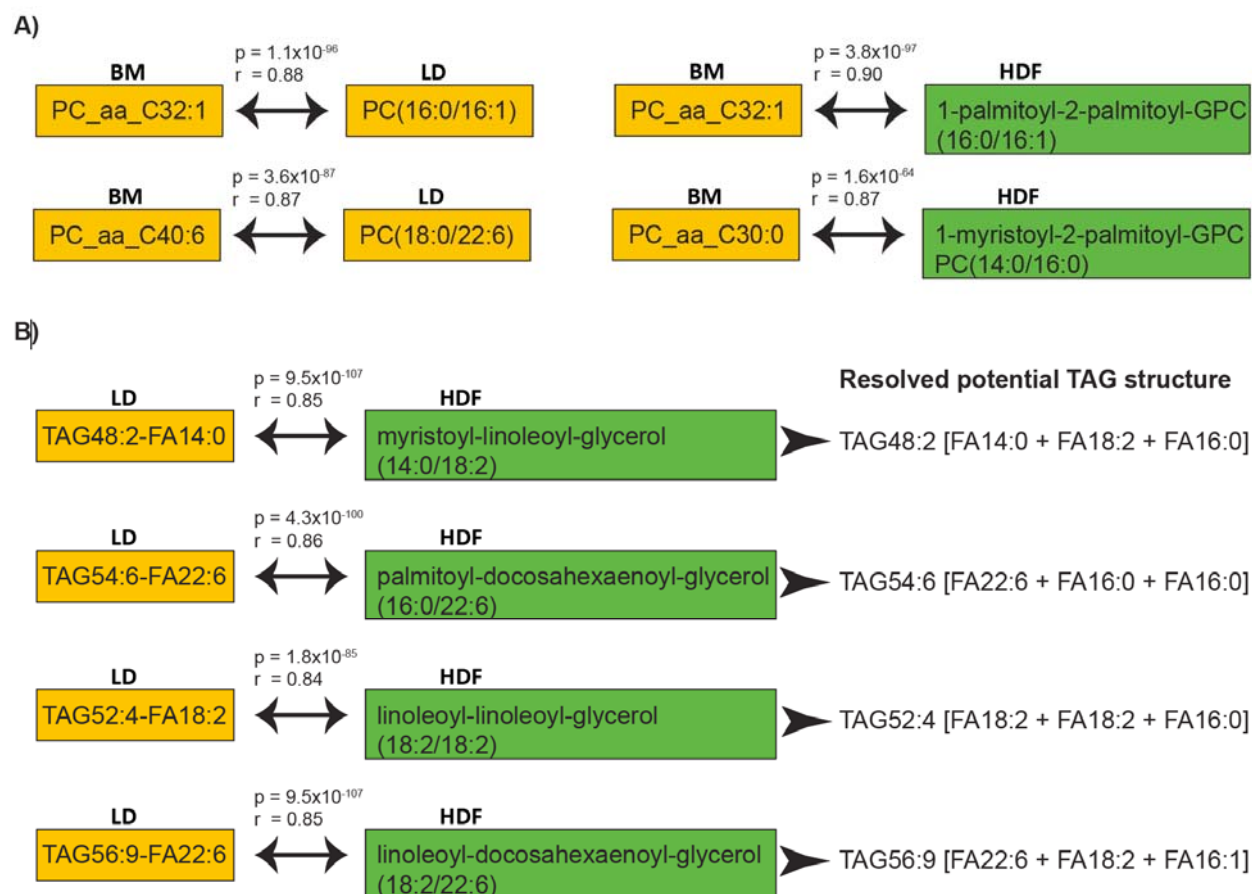 A)
p = 1.1x10-96
r = 0.88
BM
LD
PC_aa_C32:1
PC(16:0/16:1)
p = 3.8x10-97
r = 0.90
BM
HDF
PC_aa_C32:1
1-palmitoyl-2-palmitoyl-GPC
(16:0/16:1)
p = 3.6x10-87
r = 0.87
BM
LD
PC_aa_C40:6
PC(18:0/22:6)
p = 1.6x10-64
r = 0.87
BM
HDF
PC_aa_C30:0
1-myristoyl-2-palmitoyl-GPC
PC(14:0/16:0)
B)
Resolved potential TAG structure
p = 9.5x10-107
r = 0.85
LD
HDF
TAG48:2-FA14:0
myristoyl-linoleoyl-glycerol
(14:0/18:2)
TAG48:2 [FA14:0 + FA18:2 + FA16:0]
p = 4.3x10-100
r = 0.86
LD
HDF
TAG54:6-FA22:6
palmitoyl-docosahexaenoyl-glycerol
(16:0/22:6)
TAG54:6 [FA22:6 + FA16:0 + FA16:0]
p = 1.8x10-85
r = 0.84
LD
HDF
TAG52:4-FA18:2
linoleoyl-linoleoyl-glycerol
(18:2/18:2)
TAG52:4 [FA18:2 + FA18:2 + FA16:0]
p = 9.5x10-107
r = 0.85
LD
HDF
TAG56:9-FA22:6
linoleoyl-docosahexaenoyl-glycerol
(18:2/22:6)
TAG56:9 [FA22:6 + FA18:2 + FA16:1]